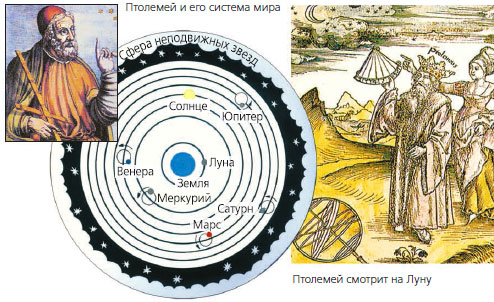 Птолемей и его система мира
Сфера неподвижных звезд
Солнце
Юпитер
Венера
Луна
Земля
Меркурий
Сатурн
Марс
Птолемей смотрит на Луну